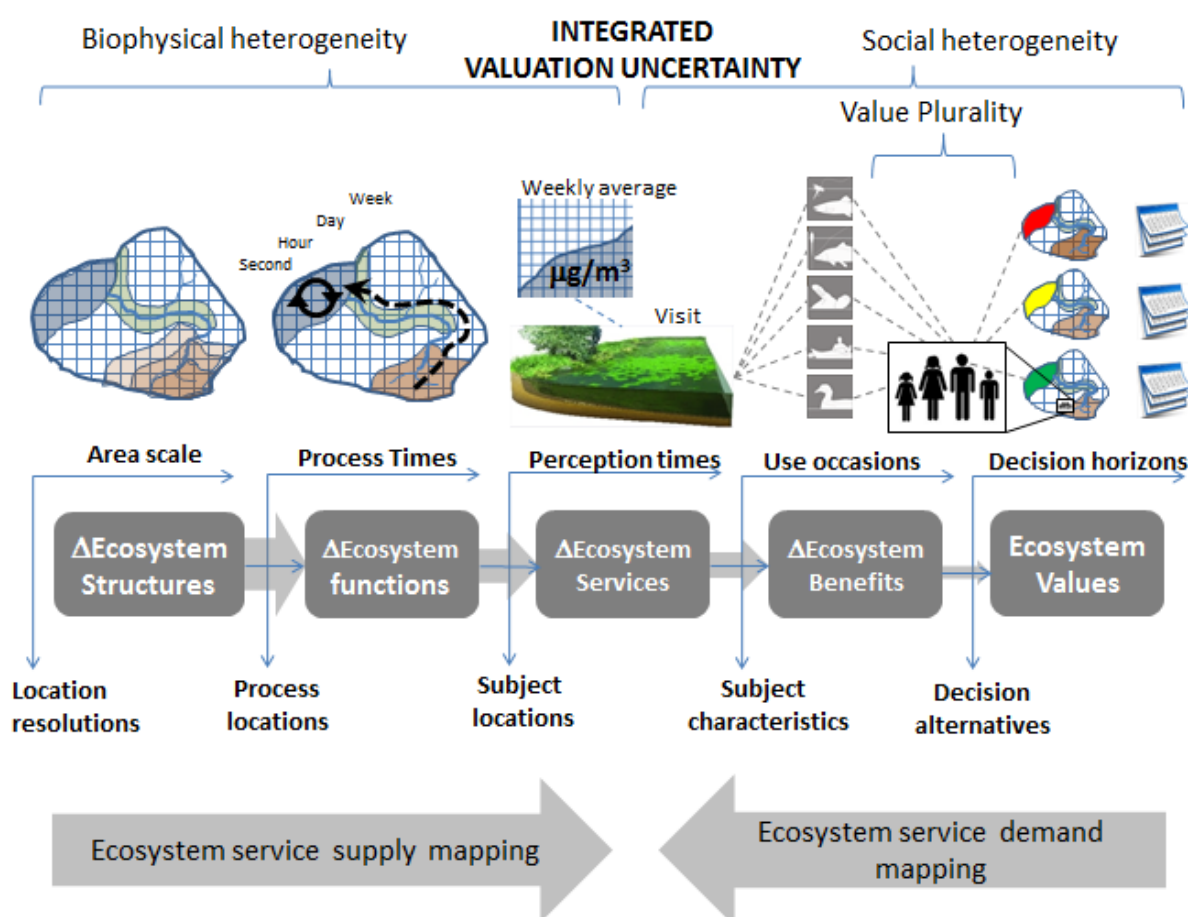 Biophysical heterogeneity
INTEGRATED
VALUATION UNCERTAINTY
Social heterogeneity
Value Plurality
Week
Day
Hour
Second
Weekly average
µg/m³
Visit
Area scale
Process Times
Perception times
Use occasions
Decision horizons
ΔEcosystem
Structures
ΔEcosystem
functions
ΔEcosystem
Services
ΔEcosystem
Benefits
Ecosystem
Values
Location
resolutions
Process
locations
Subject
locations
Subject
characteristics
Decision
alternatives
Ecosystem service supply mapping
Ecosystem service demand
mapping